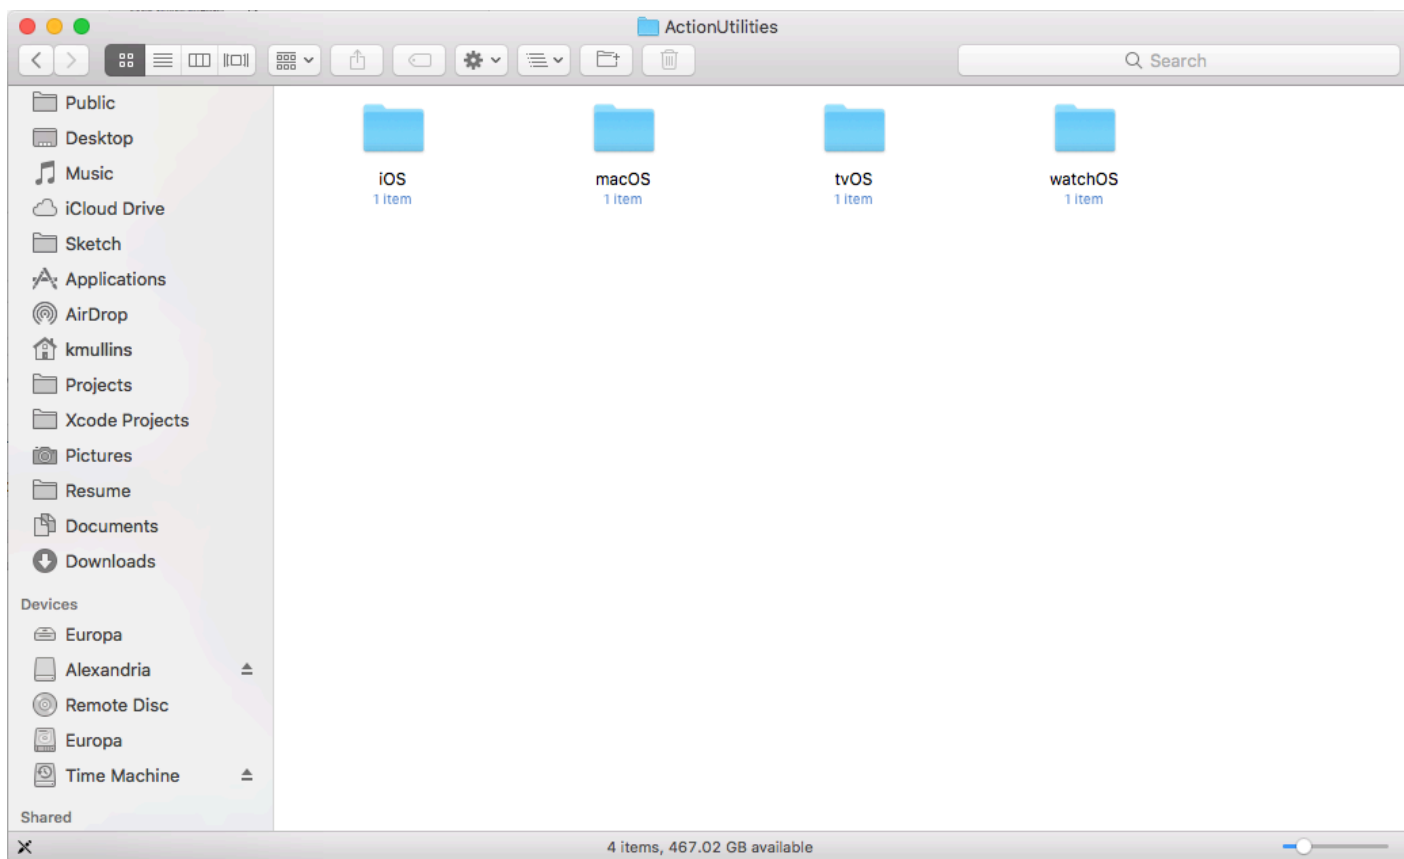 ActionUtilities
Search
Public
Desktop
Music
iCloud Drive
Sketch
Applications
AirDrop
kmullins
Projects
Xcode Projects
Pictures
Resume
Documents
Downloads
Devices
Europa
Alexandria
Remote Disc
Europa
Time Machine
Shared
iOS
1 item
macOS
1 item
tvOS
1 item
watchOS
1 item
4 items, 467.02 GB available